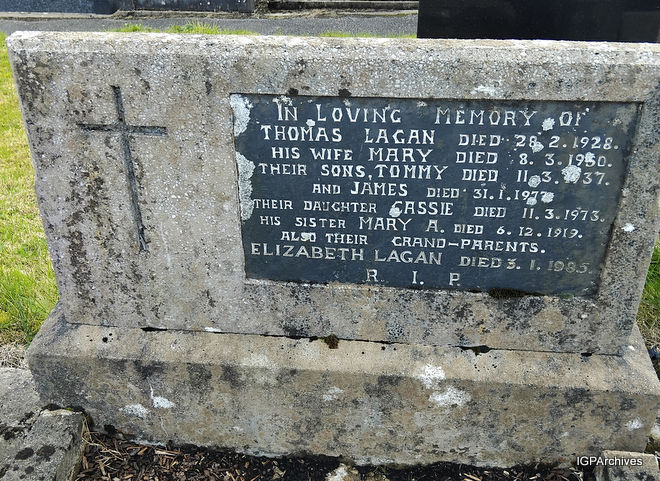 IN LOVING MEMORY OF
THOMAS LAGAN DIED 28.2.1928.
HIS WIFE MARY DIED 8.3.1950.
THEIR SONS, TOMMY DIED 11.3.1937.
AND JAMES DIED 31.1.197
THEIR DAUGHTER CASSIE DIED 11.3.1973.
HIS SISTER MARY A. DIED 6.12.1919.
ALSO THEIR GRAND-PARENTS.
ELIZABETH LAGAN DIED 3.1.1985.
R. I. P.
IGPArchives